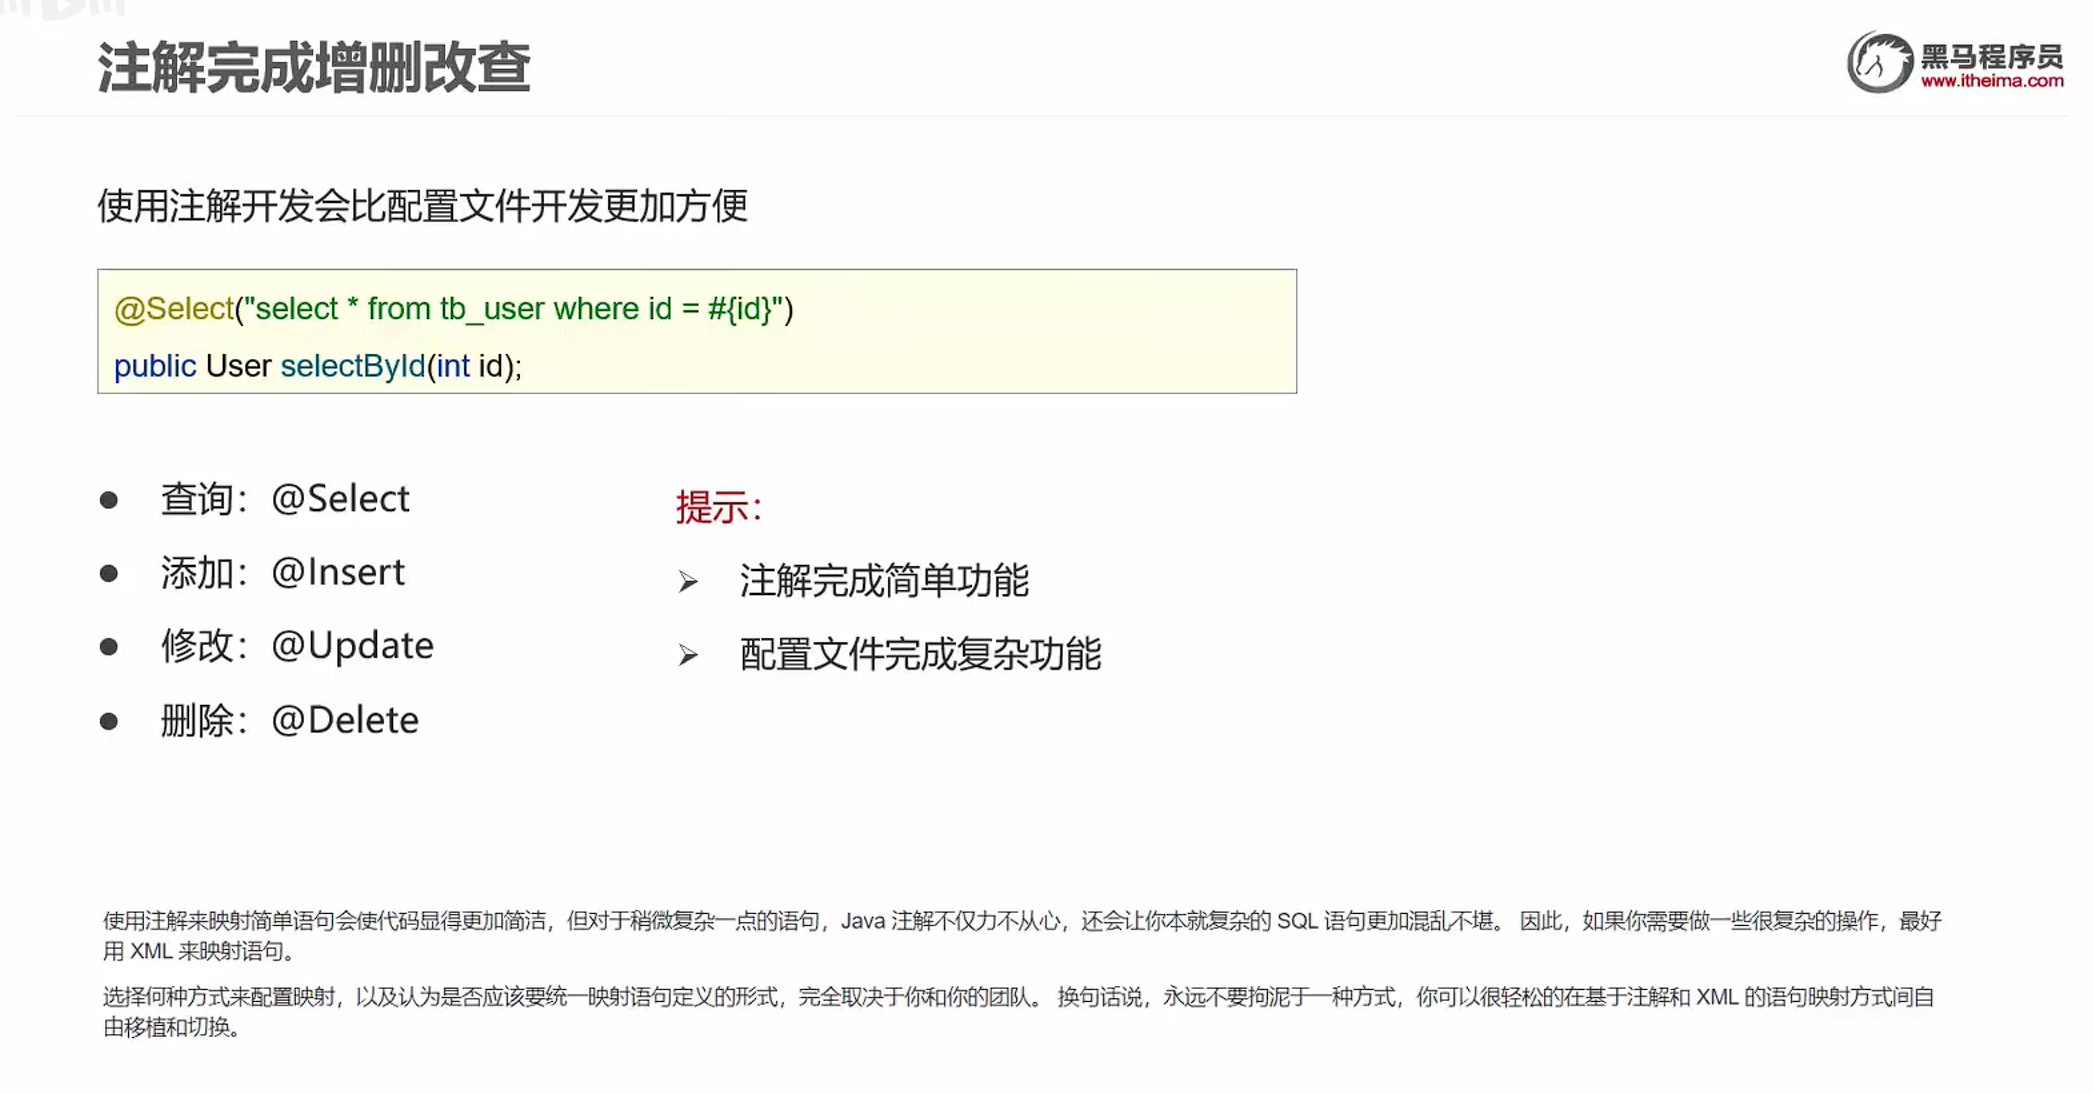 注解完成增删改查
黑马程序员
www.itheima.com
使用注解开发会比配置文件开发更加方便
@Select("select * from tb_user where id = #{id}")
public User selectById(int id);
● 查询：@Select
● 添加：@Insert
● 修改：@Update
● 删除：@Delete
提示：
➢ 注解完成简单功能
➢ 配置文件完成复杂功能
使用注解来映射简单语句会使代码显得更加简洁，但对于稍微复杂一点的语句，Java 注解不仅力不从心，还会让你本就复杂的 SQL 语句更加混乱不堪。 因此，如果你需要做一些很复杂的操作，最好
用 XML 来映射语句。
选择何种方式来配置映射，以及认为是否应该要统一映射语句定义的形式，完全取决于你和你的团队。 换句话说，永远不要拘泥于一种方式，你可以很轻松的在基于注解和 XML 的语句映射方式间自
由移植和切换。